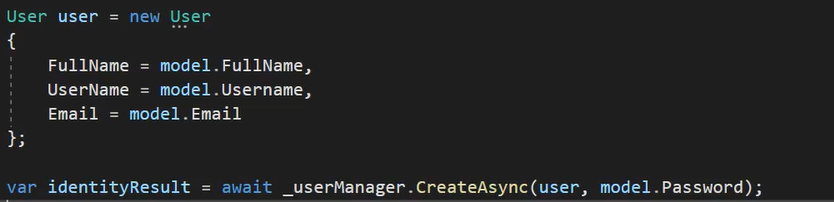 User user = new User
{
    FullName = model.FullName,
    UserName = model.Username,
    Email = model.Email
};
var identityResult = await _userManager.CreateAsync(user, model.Password);